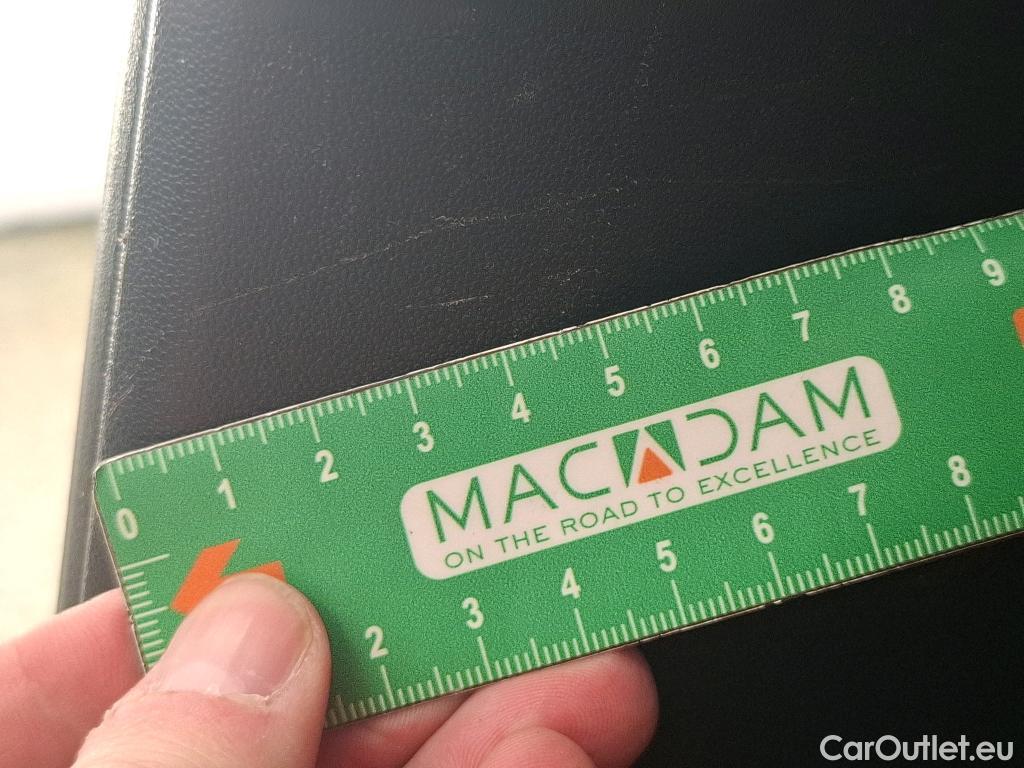 0 1 2 3 4 5 6 7 8 9
MACADAM
ON THE ROAD TO EXCELLENCE
2 3 4 5 6 7 8
CarOutlet.eu